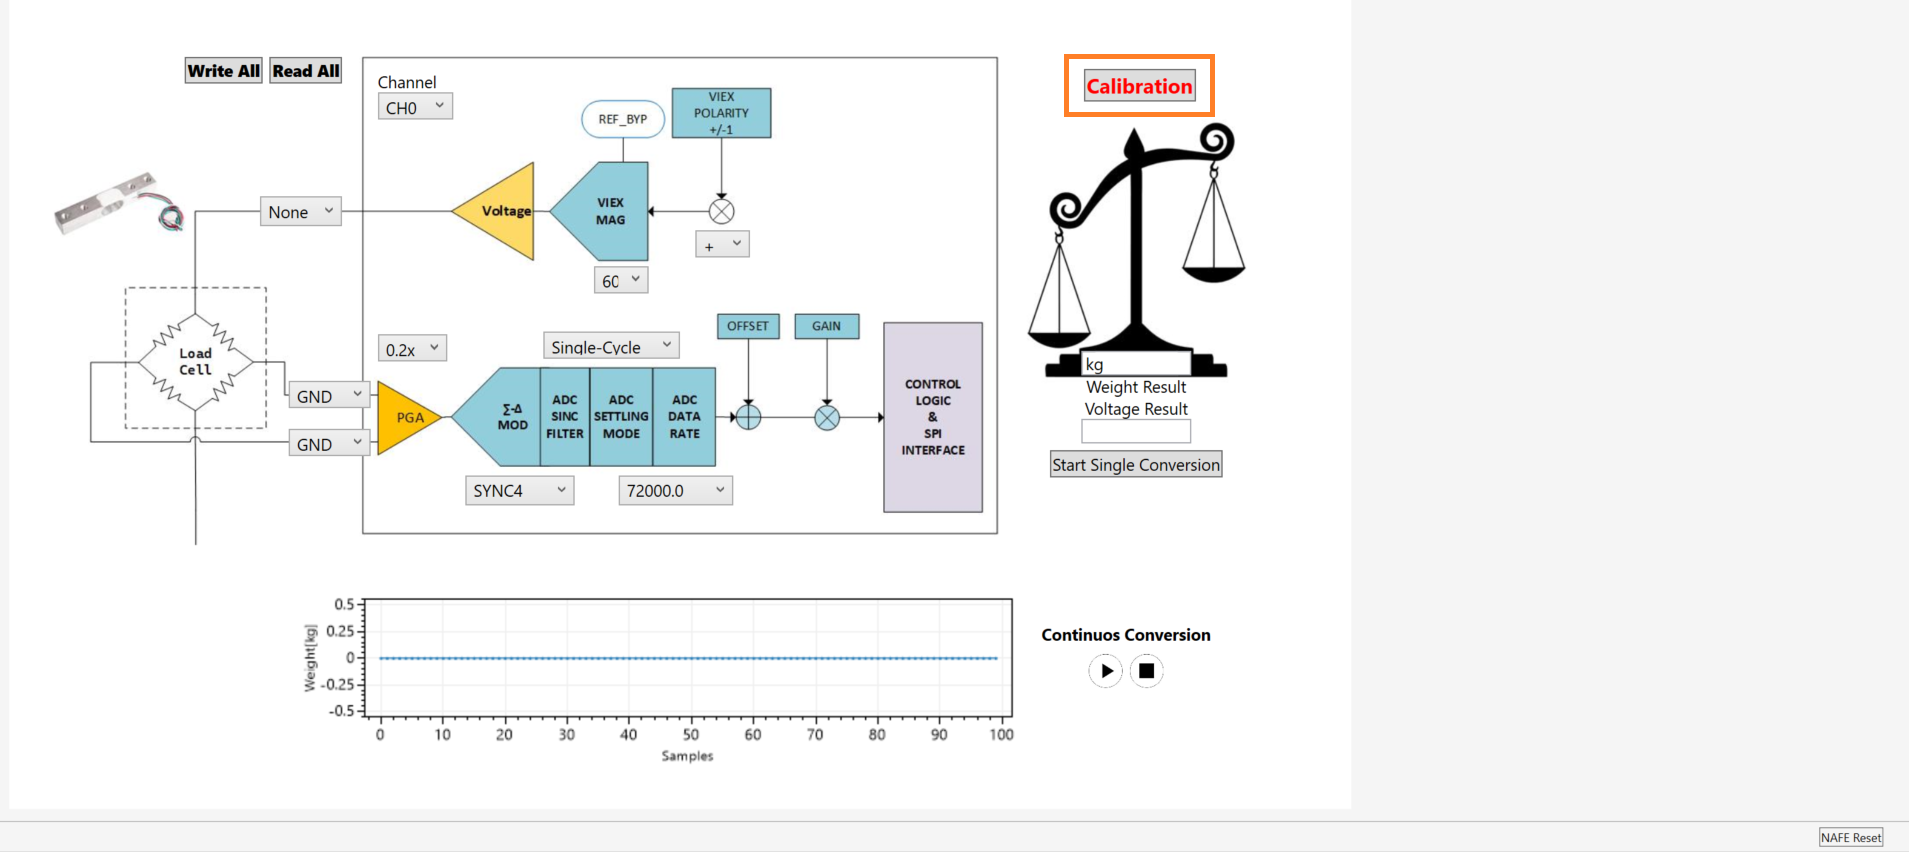 Write All
Read All
Channel
CH0
Calibration
REF_BYP
VIEX
POLARITY
+/-1
None
Voltage
VIEX
MAG
+
60
Load
Cell
0.2x
Single-Cycle
OFFSET
GAIN
GND
GND
PGA
Σ-Δ
MOD
ADC
SINC
FILTER
ADC
SETTLING
MODE
ADC
DATA
RATE
CONTROL
LOGIC
&
SPI
INTERFACE
SYNC4
72000.0
kg
Weight Result
Voltage Result
Start Single Conversion
Weight[kg]
0.5
0.25
0
-0.25
-0.5
0 10 20 30 40 50 60 70 80 90 100
Samples
Continuos Conversion
NAFE Reset